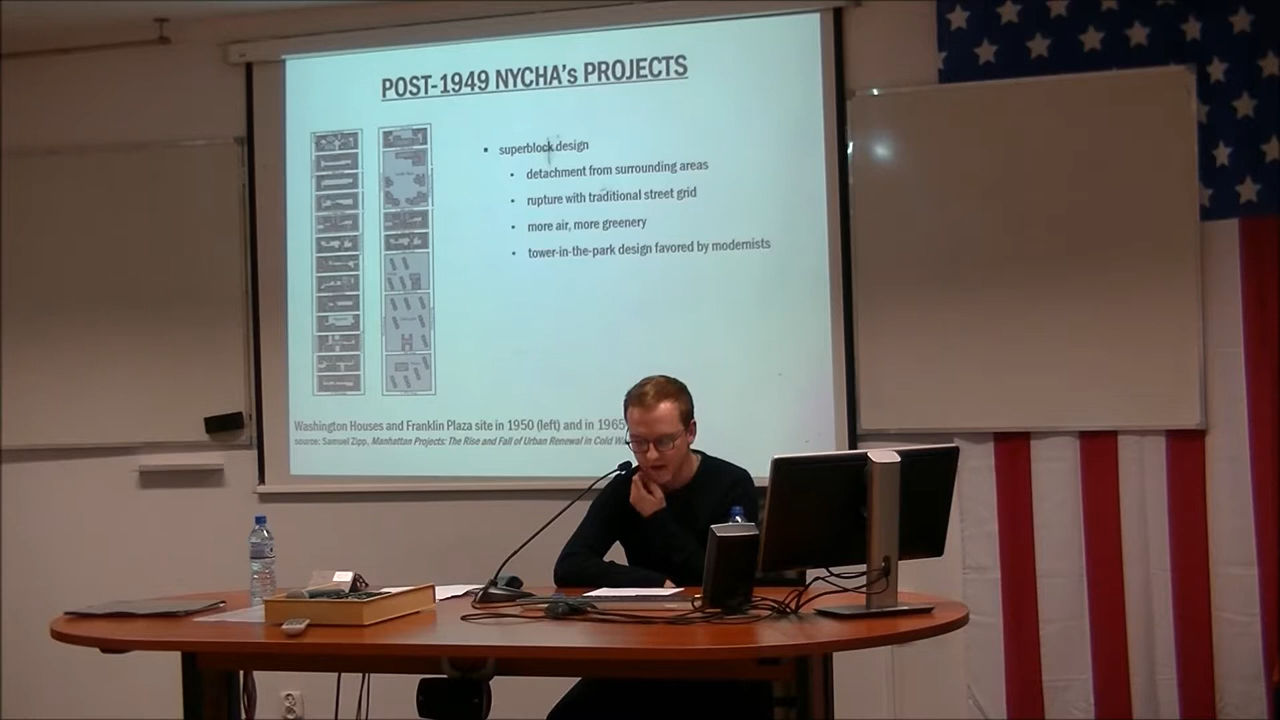 POST-1949 NYCHA's PROJECTS
▪ superblock design
▪ detachment from surrounding areas
▪ rupture with traditional street grid
▪ more air, more greenery
▪ tower-in-the-park design favored by modernists
Washington Houses and Franklin Plaza site in 1950 (left) and in 1965
source: Samuel Zipp, Manhattan Projects: The Rise and Fall of Urban Renewal in Cold